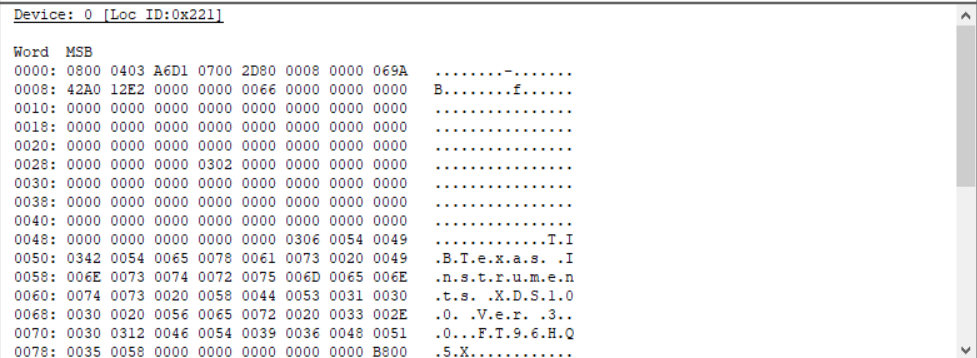 Device: 0 [Loc ID:0x221]
Word  MSB
0000: 0800 0403 A6D1 0700 2D80 0008 0000 069A   ........-.......
0008: 42A0 12E2 0000 0000 0066 0000 0000 0000   B........f......
0010: 0000 0000 0000 0000 0000 0000 0000 0000   ................
0018: 0000 0000 0000 0000 0000 0000 0000 0000   ................
0020: 0000 0000 0000 0000 0000 0000 0000 0000   ................
0028: 0000 0000 0000 0302 0000 0000 0000 0000   ................
0030: 0000 0000 0000 0000 0000 0000 0000 0000   ................
0038: 0000 0000 0000 0000 0000 0000 0000 0000   ................
0040: 0000 0000 0000 0000 0000 0000 0000 0000   ................
0048: 0000 0000 0000 0000 0000 0306 0054 0049   .............T.I
0050: 0342 0054 0065 0078 0061 0073 0020 0049   .B.T.e.x.a.s. .I
0058: 006E 0073 0074 0072 0075 006D 0065 006E   .n.s.t.r.u.m.e.n
0060: 0074 0073 0020 0058 0044 0053 0031 0030   .t.s. .X.D.S.1.0
0068: 0030 0020 0056 0065 0072 0020 0033 002E   .0. .V.e.r. .3..
0070: 0030 0312 0046 0054 0039 0036 0048 0051   .0...F.T.9.6.H.Q
0078: 0035 0058 0000 0000 0000 0000 0000 B800   .5.X............